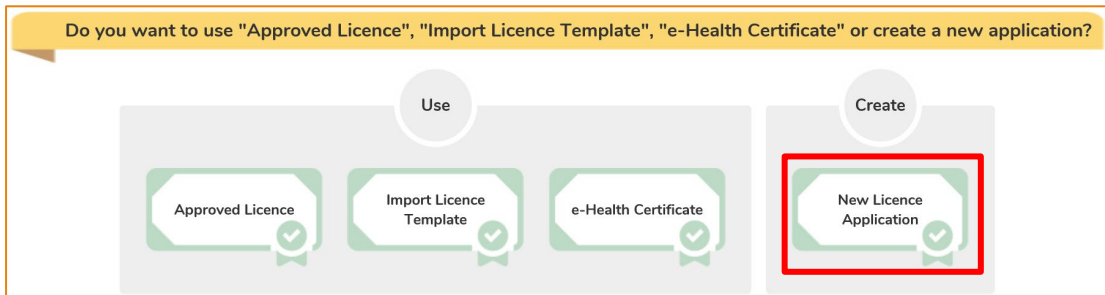 Do you want to use "Approved Licence", "Import Licence Template", "e-Health Certificate" or create a new application?
Use
Create
Approved Licence
Import Licence
Template
e-Health Certificate
New Licence
Application